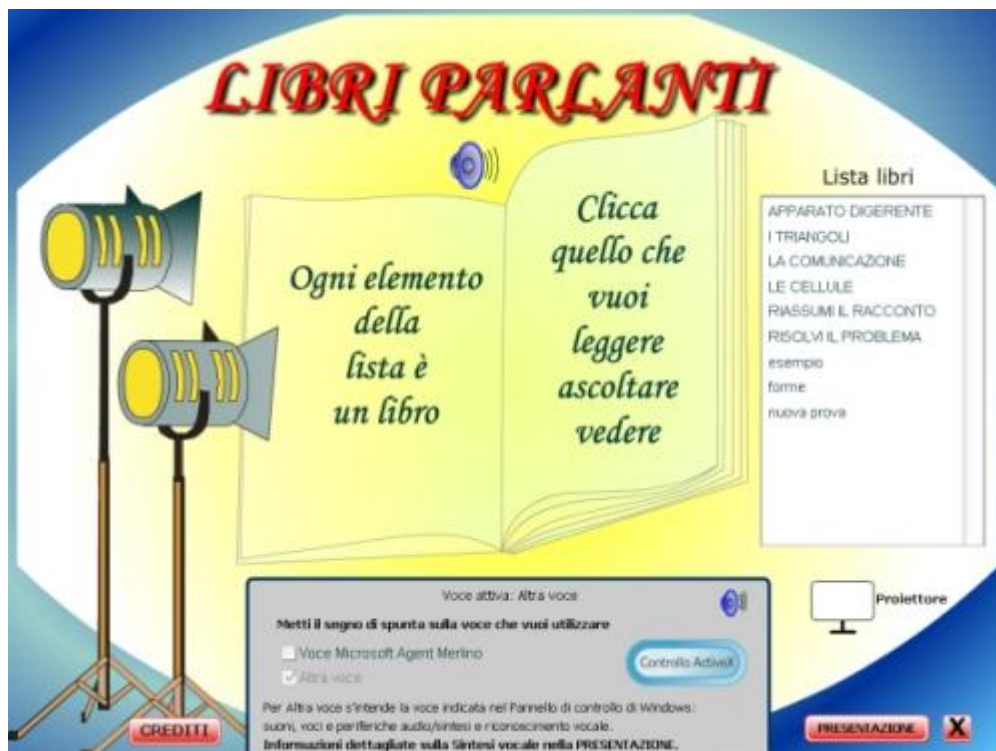 LIBRI PARLANTI
Ogni elemento
della
lista è
un libro
Clicca
quello che
vuoi
leggere
ascoltare
vedere
Lista libri
APPARATO DIGERENTE
I TRIANGOLI
LA COMUNICAZIONE
LE CELLULE
RIASSUMI IL RACCONTO
RISOLVI IL PROBLEMA
esempio
forme
nuova prova
Proiettore
Voce attiva: Altra voce
Metti il segno di spunta sulla voce che vuoi utilizzare
Voce Microsoft Agent Merlino
Altra voce
Controllo ActiveX
Per Altra voce s'intende la voce indicata nel Pannello di controllo di Windows:
suoni, voci e periferiche audio/sintesi e riconoscimento vocale.
Informazioni dettagliate sulla Sintesi vocale nella PRESENTAZIONE.
CREDITI
PRESENTAZIONE
X